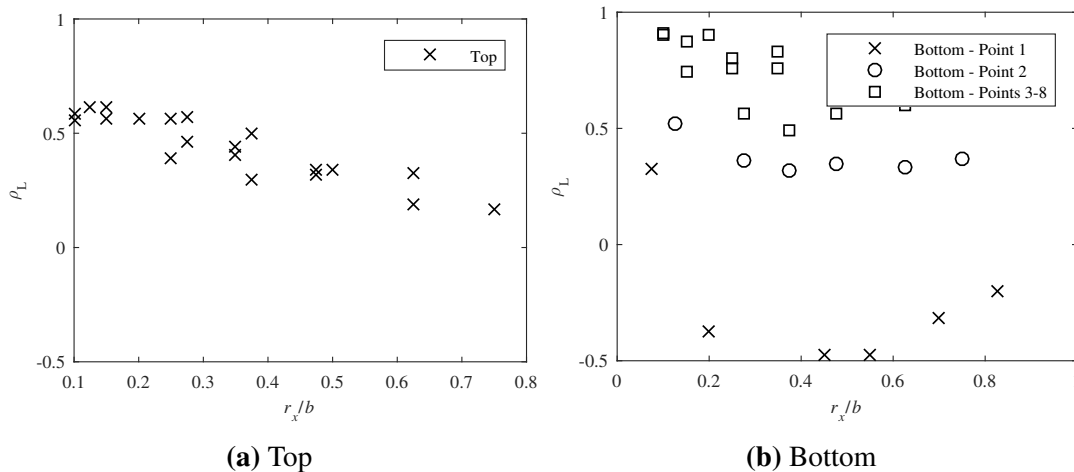 1
0.5
0
-0.5
ρL
0.1 0.2 0.3 0.4 0.5 0.6 0.7 0.8
rx/b
Top
(a) Top
1
0.5
0
-0.5
ρL
0 0.2 0.4 0.6 0.8
rx/b
Bottom - Point 1
Bottom - Point 2
Bottom - Points 3-8
(b) Bottom